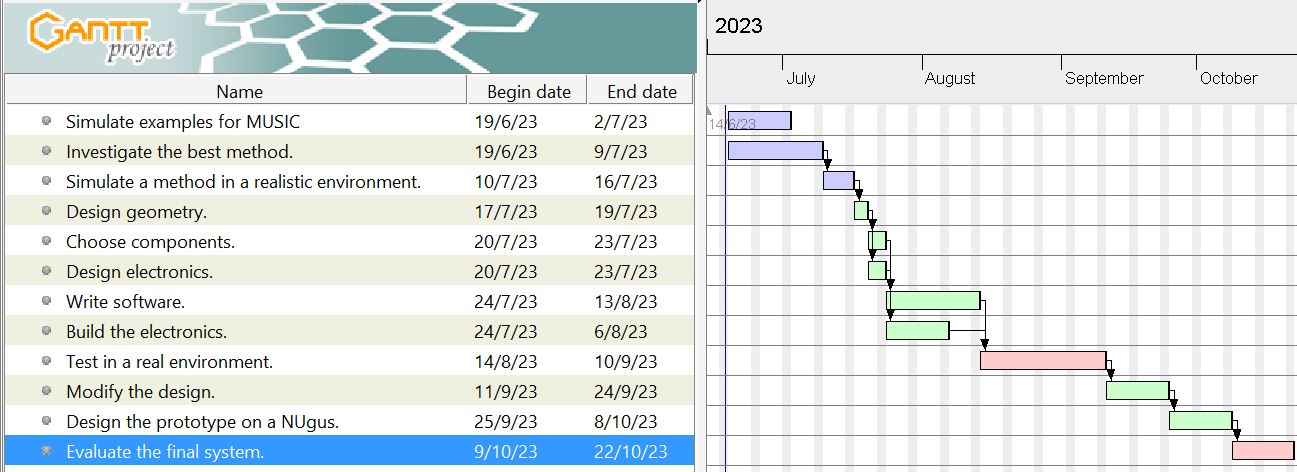 GANTT
project
2023
July August September October
Name Begin date End date
14/6/23
Simulate examples for MUSIC 19/6/23 2/7/23
Investigate the best method. 19/6/23 9/7/23
Simulate a method in a realistic environment. 10/7/23 16/7/23
Design geometry. 17/7/23 19/7/23
Choose components. 20/7/23 23/7/23
Design electronics. 20/7/23 23/7/23
Write software. 24/7/23 13/8/23
Build the electronics. 24/7/23 6/8/23
Test in a real environment. 14/8/23 10/9/23
Modify the design. 11/9/23 24/9/23
Design the prototype on a NUgus. 25/9/23 8/10/23
Evaluate the final system. 9/10/23 22/10/23